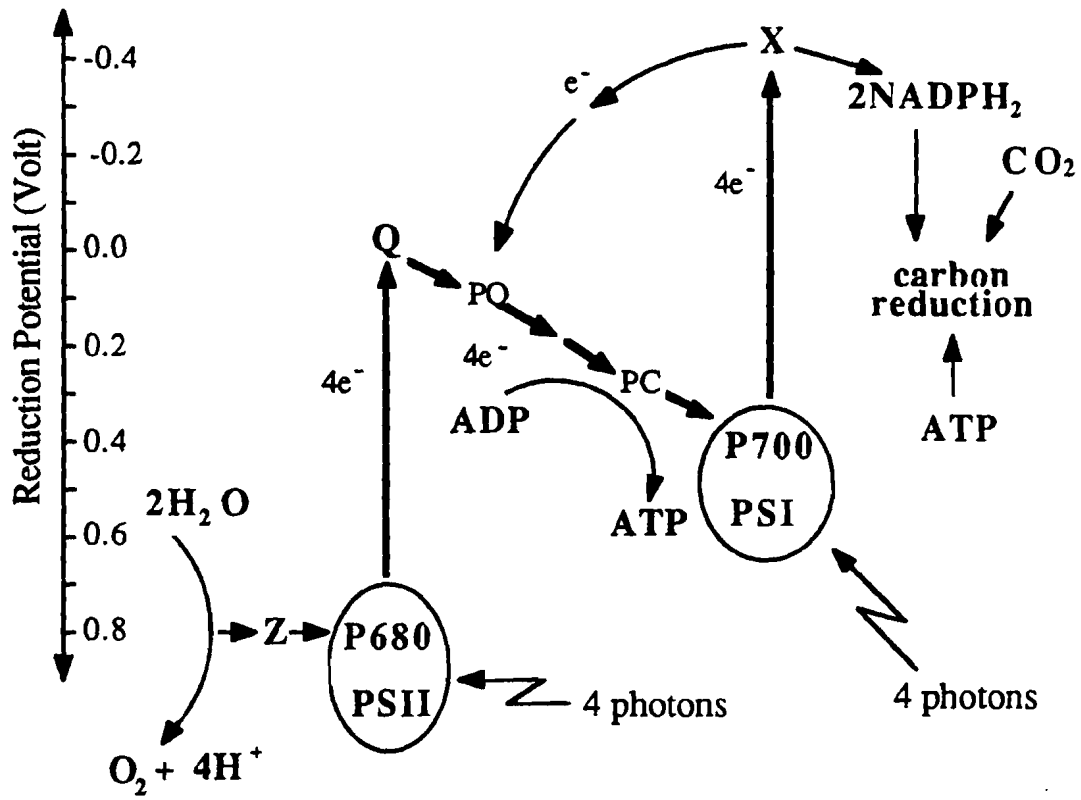 Reduction Potential (Volt)
-0.4
-0.2
0.0
0.2
0.4
0.6
0.8
X
e-
2NADPH2
CO2
4e-
Q
PQ
carbon
reduction
4e-
4e-
PC
ADP
ATP
P700
PSI
ATP
2H2O
Z
P680
PSII
4 photons
4 photons
O2 + 4H+